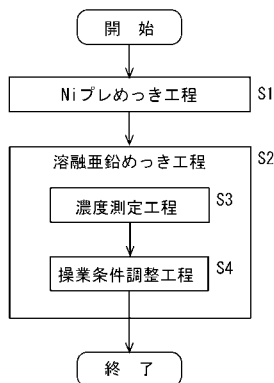 開 始
Niプレめっき工程
S1
溶融亜鉛めっき工程
S2
濃度測定工程
S3
操業条件調整工程
S4
終 了